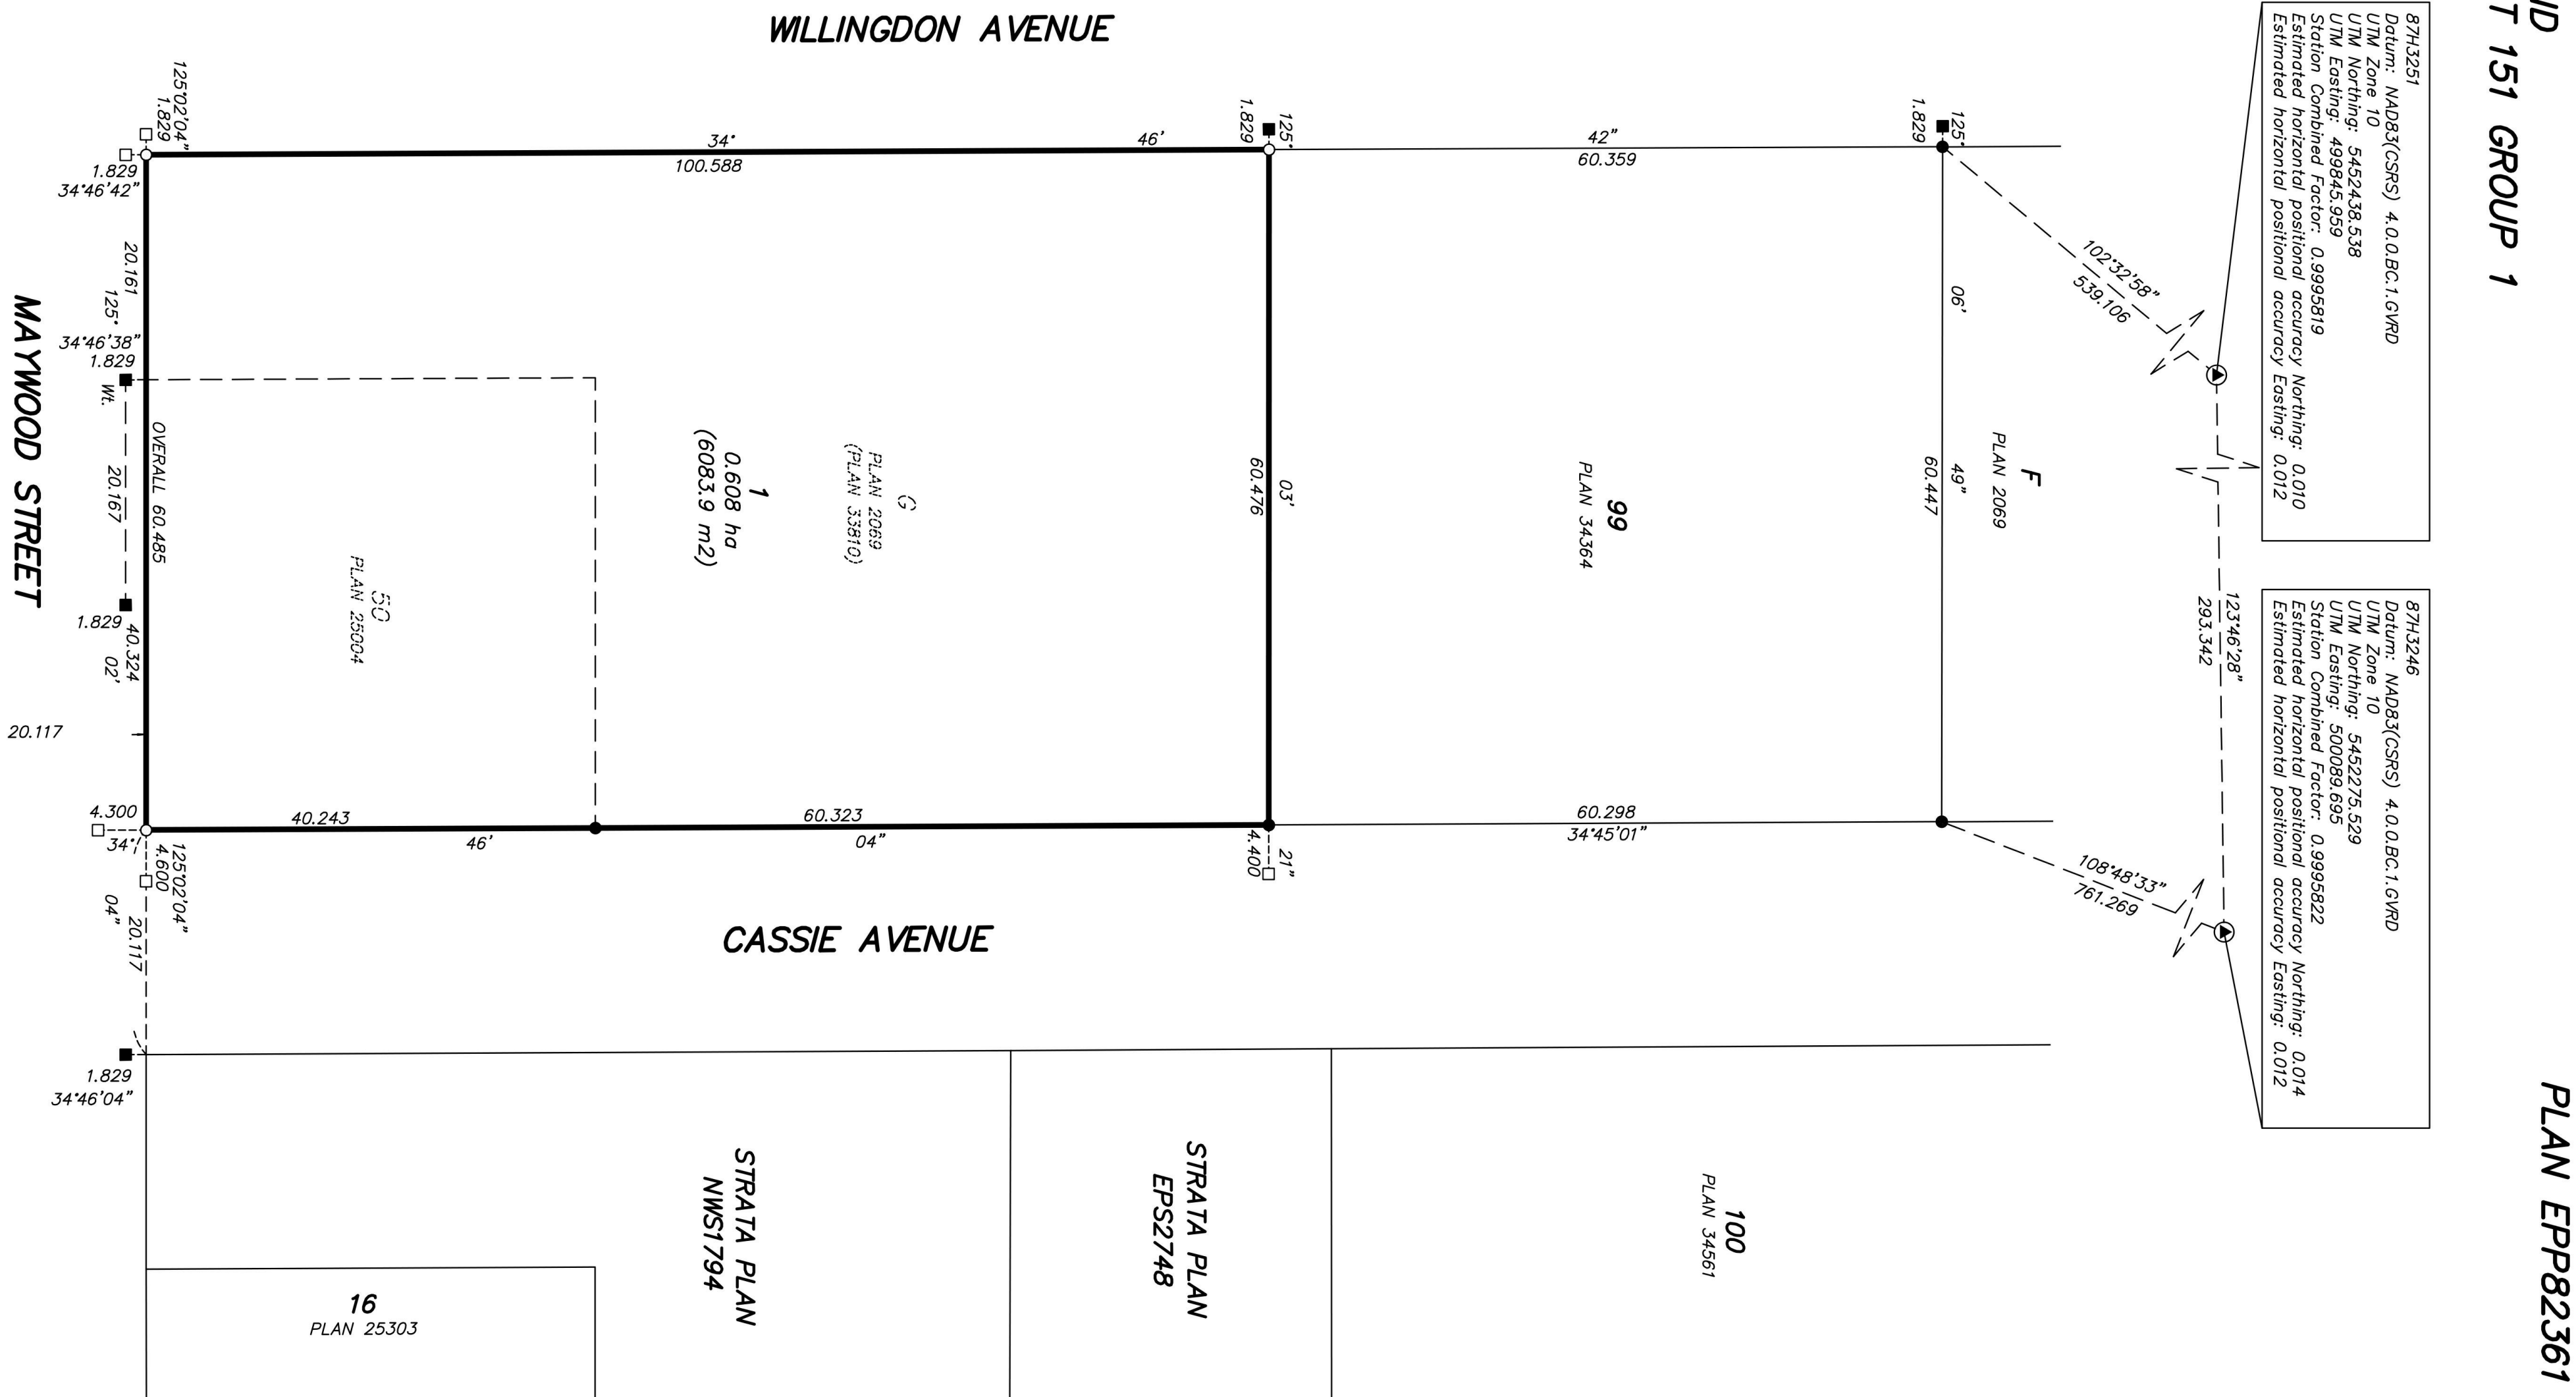 ID
T 151 GROUP 1
PLAN EPP82361
87H3251
Datum: NAD83(CSRS) 4.0.0.BC.1.GVRD
UTM Zone 10
UTM Northing: 5452438.538
UTM Easting: 499845.959
Station Combined Factor: 0.9995819
Estimated horizontal positional accuracy Northing: 0.010
Estimated horizontal positional accuracy Easting: 0.012
87H3246
Datum: NAD83(CSRS) 4.0.0.BC.1.GVRD
UTM Zone 10
UTM Northing: 5452275.529
UTM Easting: 500089.695
Station Combined Factor: 0.9995822
Estimated horizontal positional accuracy Northing: 0.014
Estimated horizontal positional accuracy Easting: 0.012
123°46'28"
293.342
102°32'58"
539.106
108°48'33"
761.269
WILLINGDON AVENUE
125°
1.829
42"
60.359
125°
1.829
46'
34°
100.588
125°02'04"
1.829
1.829
34°46'42"
F
PLAN 2069
06'
49"
60.447
99
PLAN 34364
60.298
34°45'01"
03'
60.476
21"
4.400
G
PLAN 2069
(PLAN 33810)
1
0.608 ha
(6083.9 m2)
50
PLAN 25004
60.323
04"
40.243
46'
20.161
125°
34°46'38"
1.829
Wt.
OVERALL 60.485
20.167
1.829
40.324
02'
20.117
4.300
34°
125°02'04"
4.600
04"
20.117
1.829
34°46'04"
MAYWOOD STREET
CASSIE AVENUE
100
PLAN 34561
STRATA PLAN
EPS2748
STRATA PLAN
NWS1794
16
PLAN 25303